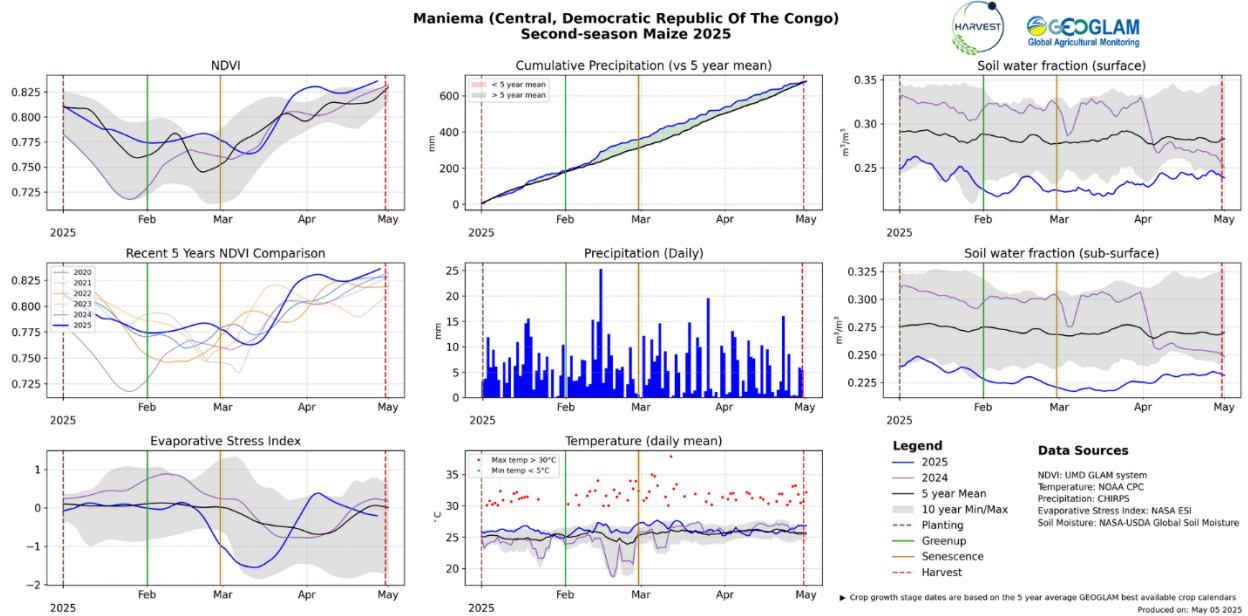 Maniema (Central, Democratic Republic Of The Congo)
Second-season Maize 2025
HARVEST
GEOGLAM
Global Agricultural Monitoring
NDVI
0.825
0.800
0.775
0.750
0.725
Feb
Mar
Apr
May
2025
Cumulative Precipitation (vs 5 year mean)
< 5 year mean
> 5 year mean
600
400
200
0
mm
Feb
Mar
Apr
May
2025
Soil water fraction (surface)
0.35
0.30
0.25
m³/m³
Feb
Mar
Apr
May
2025
Recent 5 Years NDVI Comparison
2020
2021
2022
2023
2024
2025
0.825
0.800
0.775
0.750
0.725
Feb
Mar
Apr
May
2025
Precipitation (Daily)
25
20
15
10
5
0
mm
Feb
Mar
Apr
May
2025
Soil water fraction (sub-surface)
0.325
0.300
0.275
0.250
0.225
m³/m³
Feb
Mar
Apr
May
2025
Evaporative Stress Index
1
0
−1
−2
Feb
Mar
Apr
May
2025
Temperature (daily mean)
Max temp > 30°C
Min temp < 5°C
35
30
25
20
°C
Feb
Mar
Apr
May
2025
Legend
2025
2024
5 year Mean
10 year Min/Max
Planting
Greenup
Senescence
Harvest
Data Sources
NDVI: UMD GLAM system
Temperature: NOAA CPC
Precipitation: CHIRPS
Evaporative Stress Index: NASA ESI
Soil Moisture: NASA-USDA Global Soil Moisture
▶ Crop growth stage dates are based on the 5 year average GEOGLAM best available crop calendars
Produced on: May 05 2025